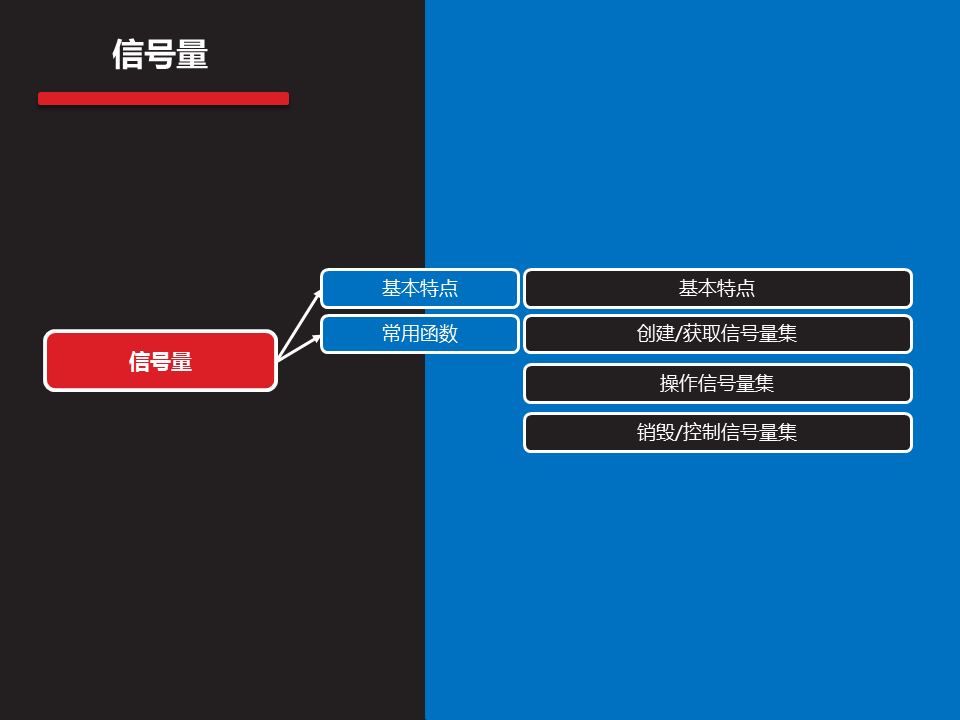 信号量
信号量
基本特点
基本特点
常用函数
创建/获取信号量集
操作信号量集
销毁/控制信号量集